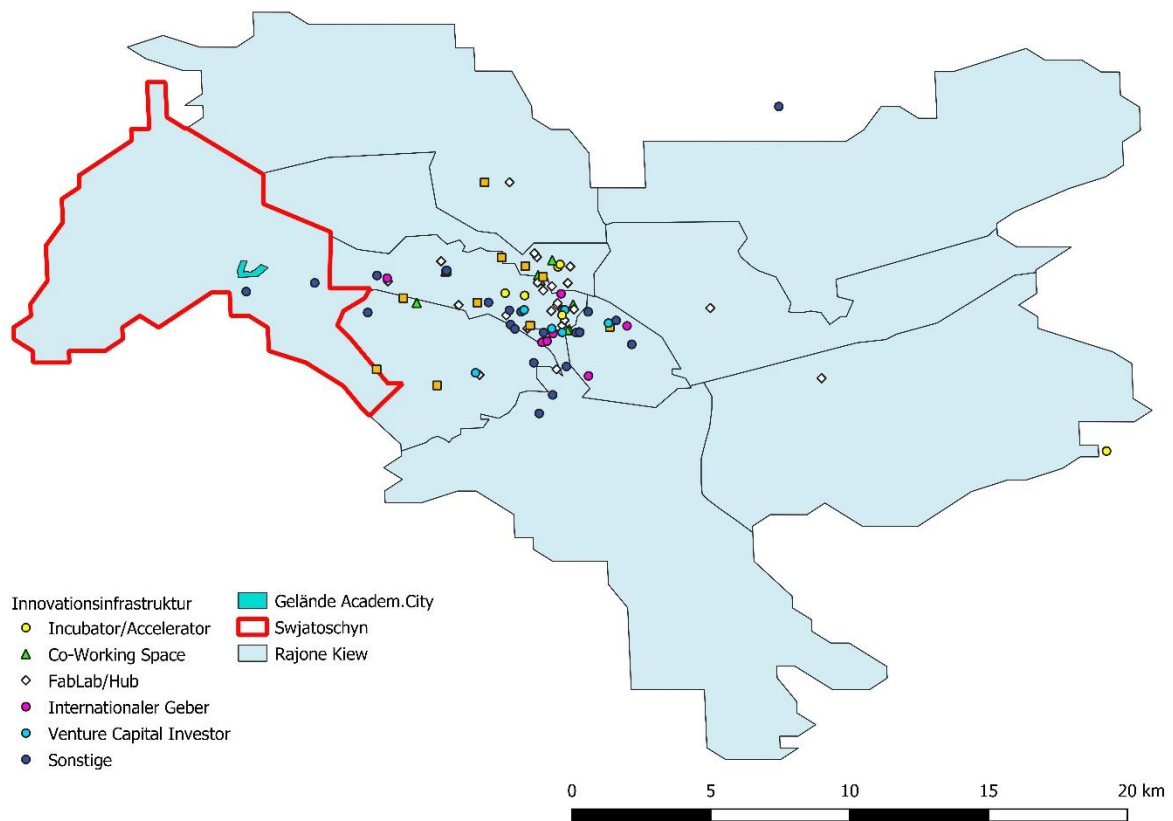 Innovationsinfrastruktur
Incubator/Accelerator
Co-Working Space
FabLab/Hub
Internationaler Geber
Venture Capital Investor
Sonstige
Gelände Academ.City
Swjatoschyn
Rajone Kiew
0 5 10 15 20 km